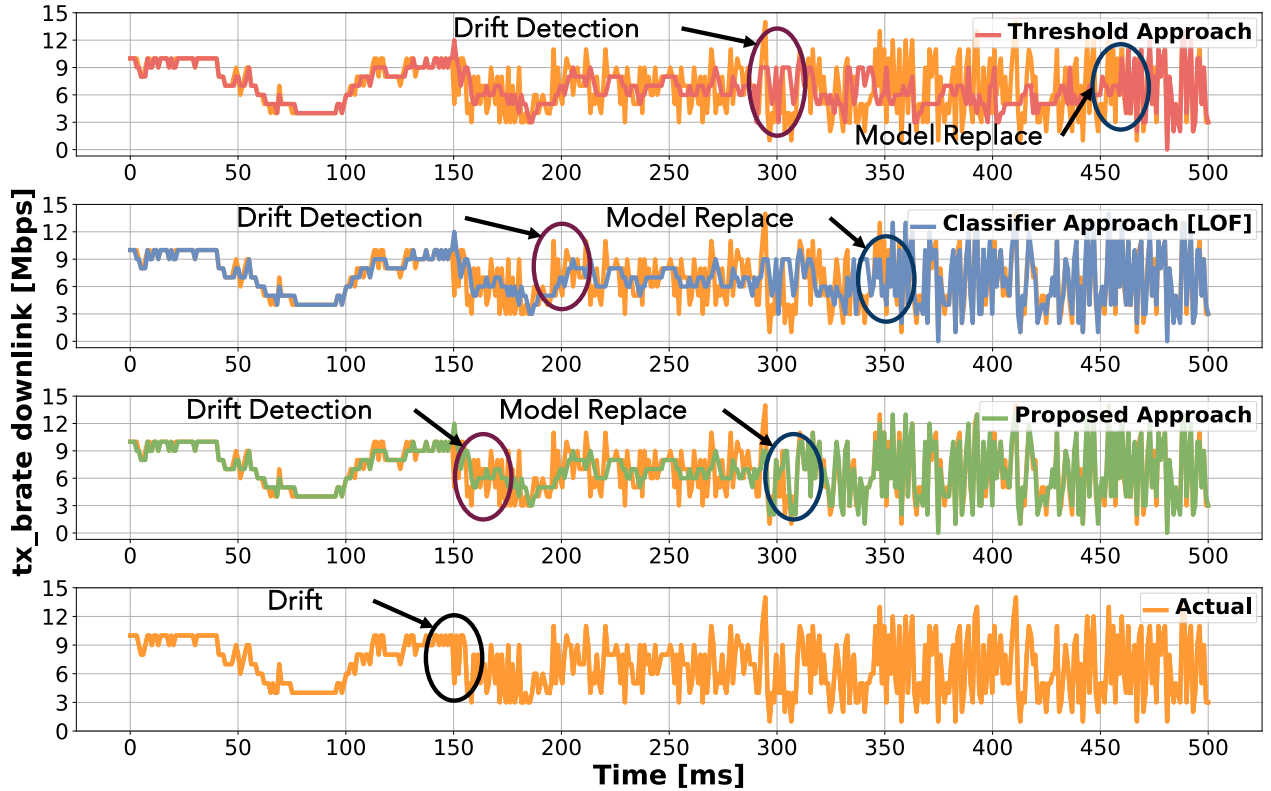 tx_brate downlink [Mbps]
15
12
9
6
3
0
Drift Detection
Threshold Approach
Model Replace
0 50 100 150 200 250 300 350 400 450 500
15
12
9
6
3
0
Drift Detection
Model Replace
Classifier Approach [LOF]
0 50 100 150 200 250 300 350 400 450 500
15
12
9
6
3
0
Drift Detection
Model Replace
Proposed Approach
0 50 100 150 200 250 300 350 400 450 500
15
12
9
6
3
0
Drift
Actual
0 50 100 150 200 250 300 350 400 450 500
Time [ms]